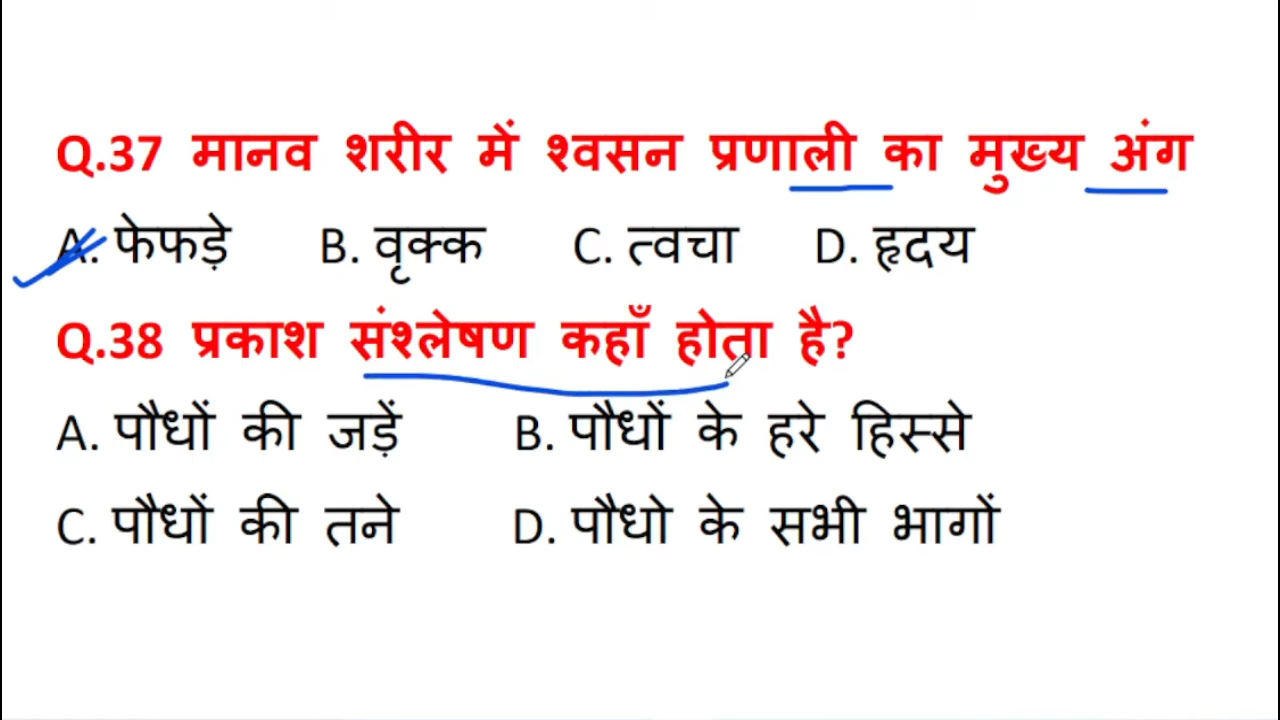 Q.37 मानव शरीर में श्वसन प्रणाली का मुख्य अंग
A. फेफड़े B. वृक्क C. त्वचा D. हृदय
Q.38 प्रकाश संश्लेषण कहाँ होता है?
A. पौधों की जड़ें B. पौधों के हरे हिस्से
C. पौधों की तने D. पौधो के सभी भागों